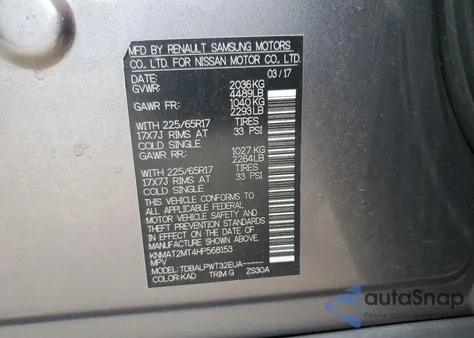 MFD BY RENAULT SAMSUNG MOTORS
CO., LTD. FOR NISSAN MOTOR CO., LTD.
DATE: 03/17
GVWR: 2036KG
4489LB
GAWR FR: 1040KG
2293LB
WITH 225/65R17 TIRES
17X7J RIMS AT 33 PSI
COLD SINGLE
GAWR RR: 1027KG
2264LB
WITH 225/65R17 TIRES
17X7J RIMS AT 33 PSI
COLD SINGLE
THIS VEHICLE CONFORMS TO
ALL APPLICABLE FEDERAL
MOTOR VEHICLE SAFETY
STANDARDS IN EFFECT ON
THE DATE OF
MANUFACTURE SHOWN ABOVE.
KNMAT2MT4HP568153
MPV
MODEL: TDBALPWT32EUA------
COLOR:KAD TRIM:G ZS30A
autoSnap